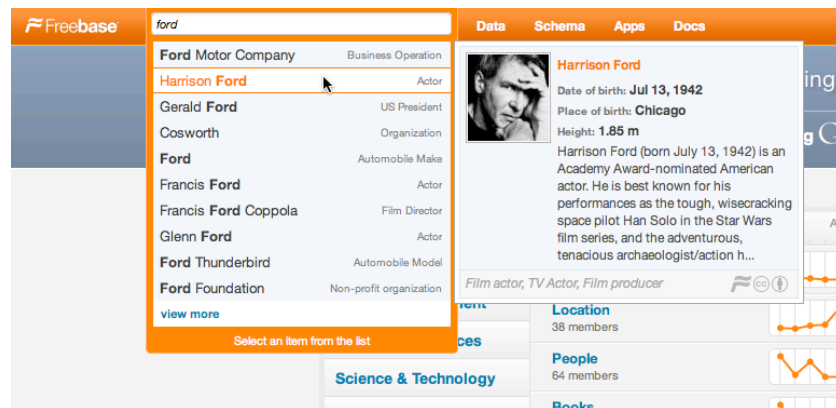 Freebase
ford
Data Schema Apps Docs
Ford Motor Company Business Operation
Harrison Ford Actor
Gerald Ford US President
Cosworth Organization
Ford Automobile Make
Francis Ford Actor
Francis Ford Coppola Film Director
Glenn Ford Actor
Ford Thunderbird Automobile Model
Ford Foundation Non-profit organization
view more
Select an item from the list
Harrison Ford
Date of birth: Jul 13, 1942
Place of birth: Chicago
Height: 1.85 m
Harrison Ford (born July 13, 1942) is an
Academy Award-nominated American
actor. He is best known for his
performances as the tough, wisecracking
space pilot Han Solo in the Star Wars
film series, and the adventurous,
tenacious archaeologist/action h...
Film actor, TV Actor, Film producer
cc
ing
g
A
ces
Science & Technology
Location
38 members
People
64 members
Books